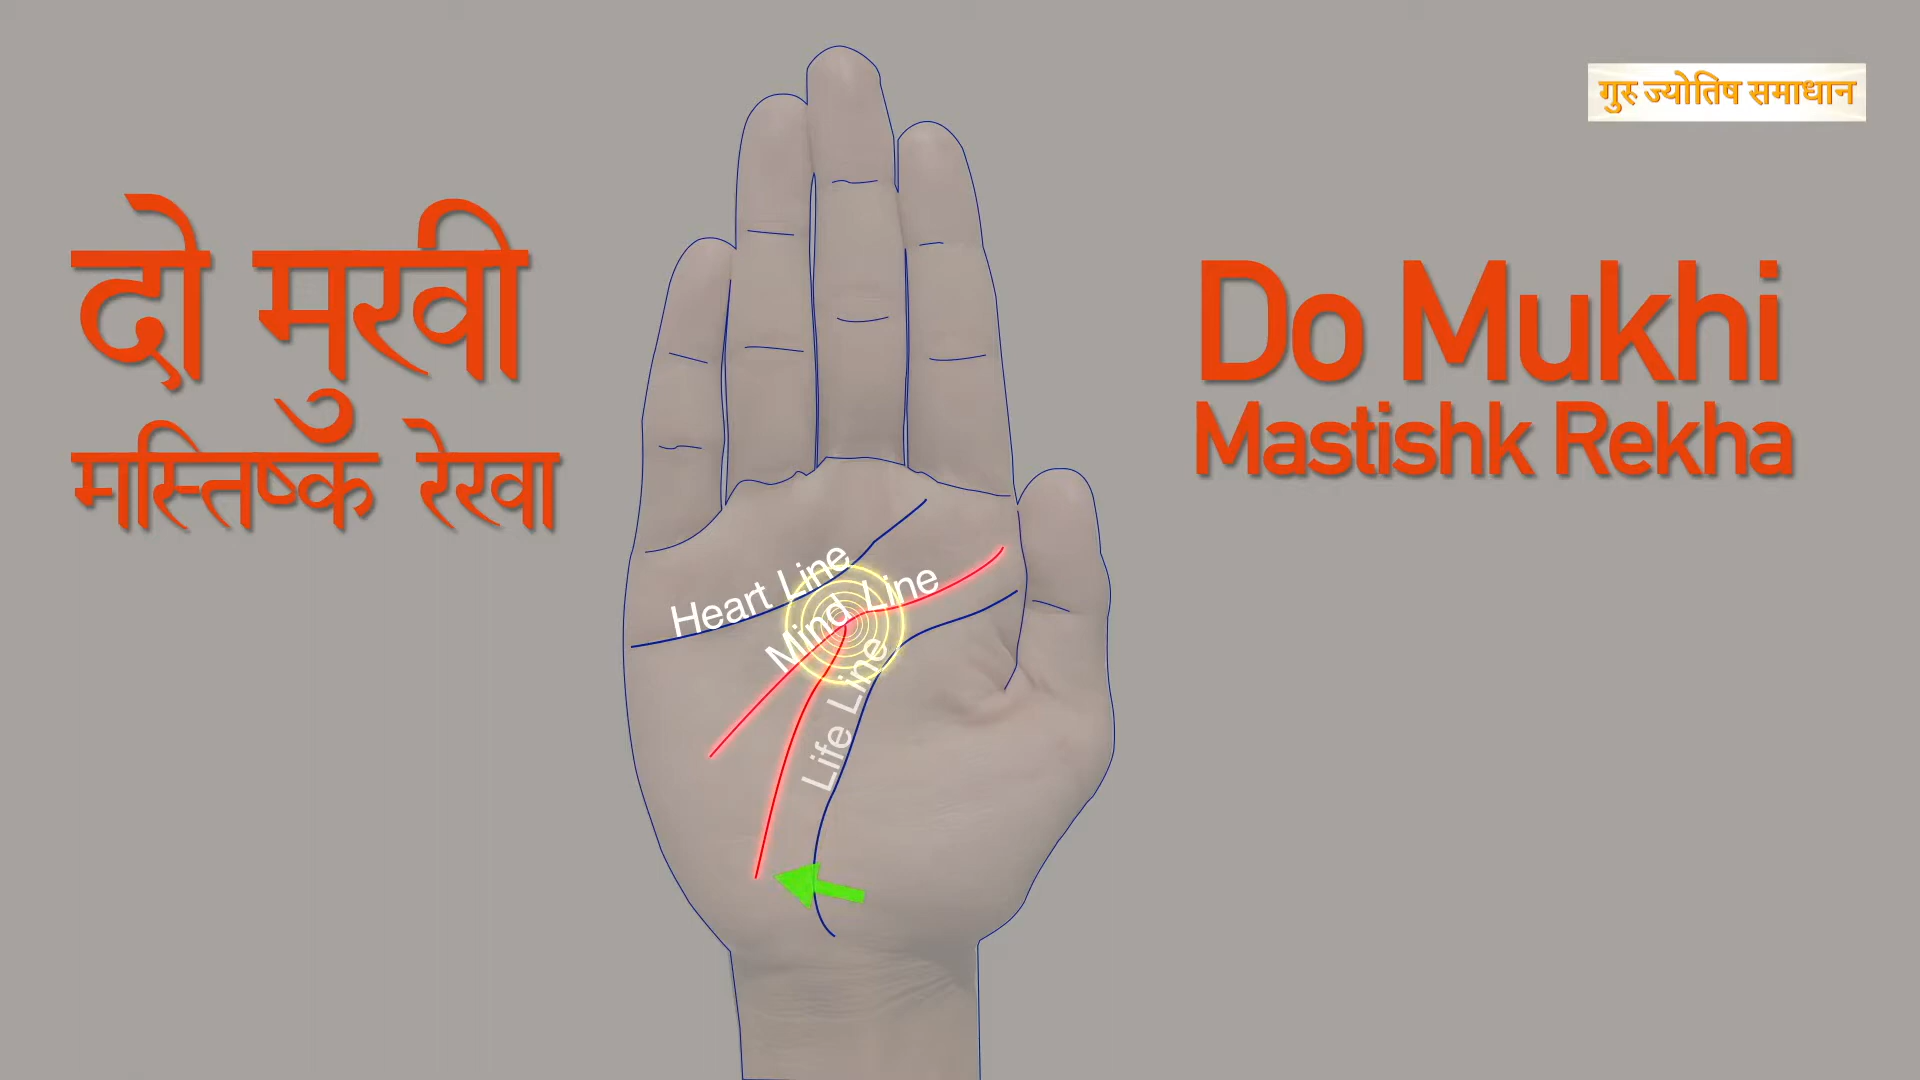 गुरु ज्योतिष समाधान
दो मुखी
मस्तिष्क रेखा
Do Mukhi
Mastishk Rekha
Heart Line
Mind Line
Life Line